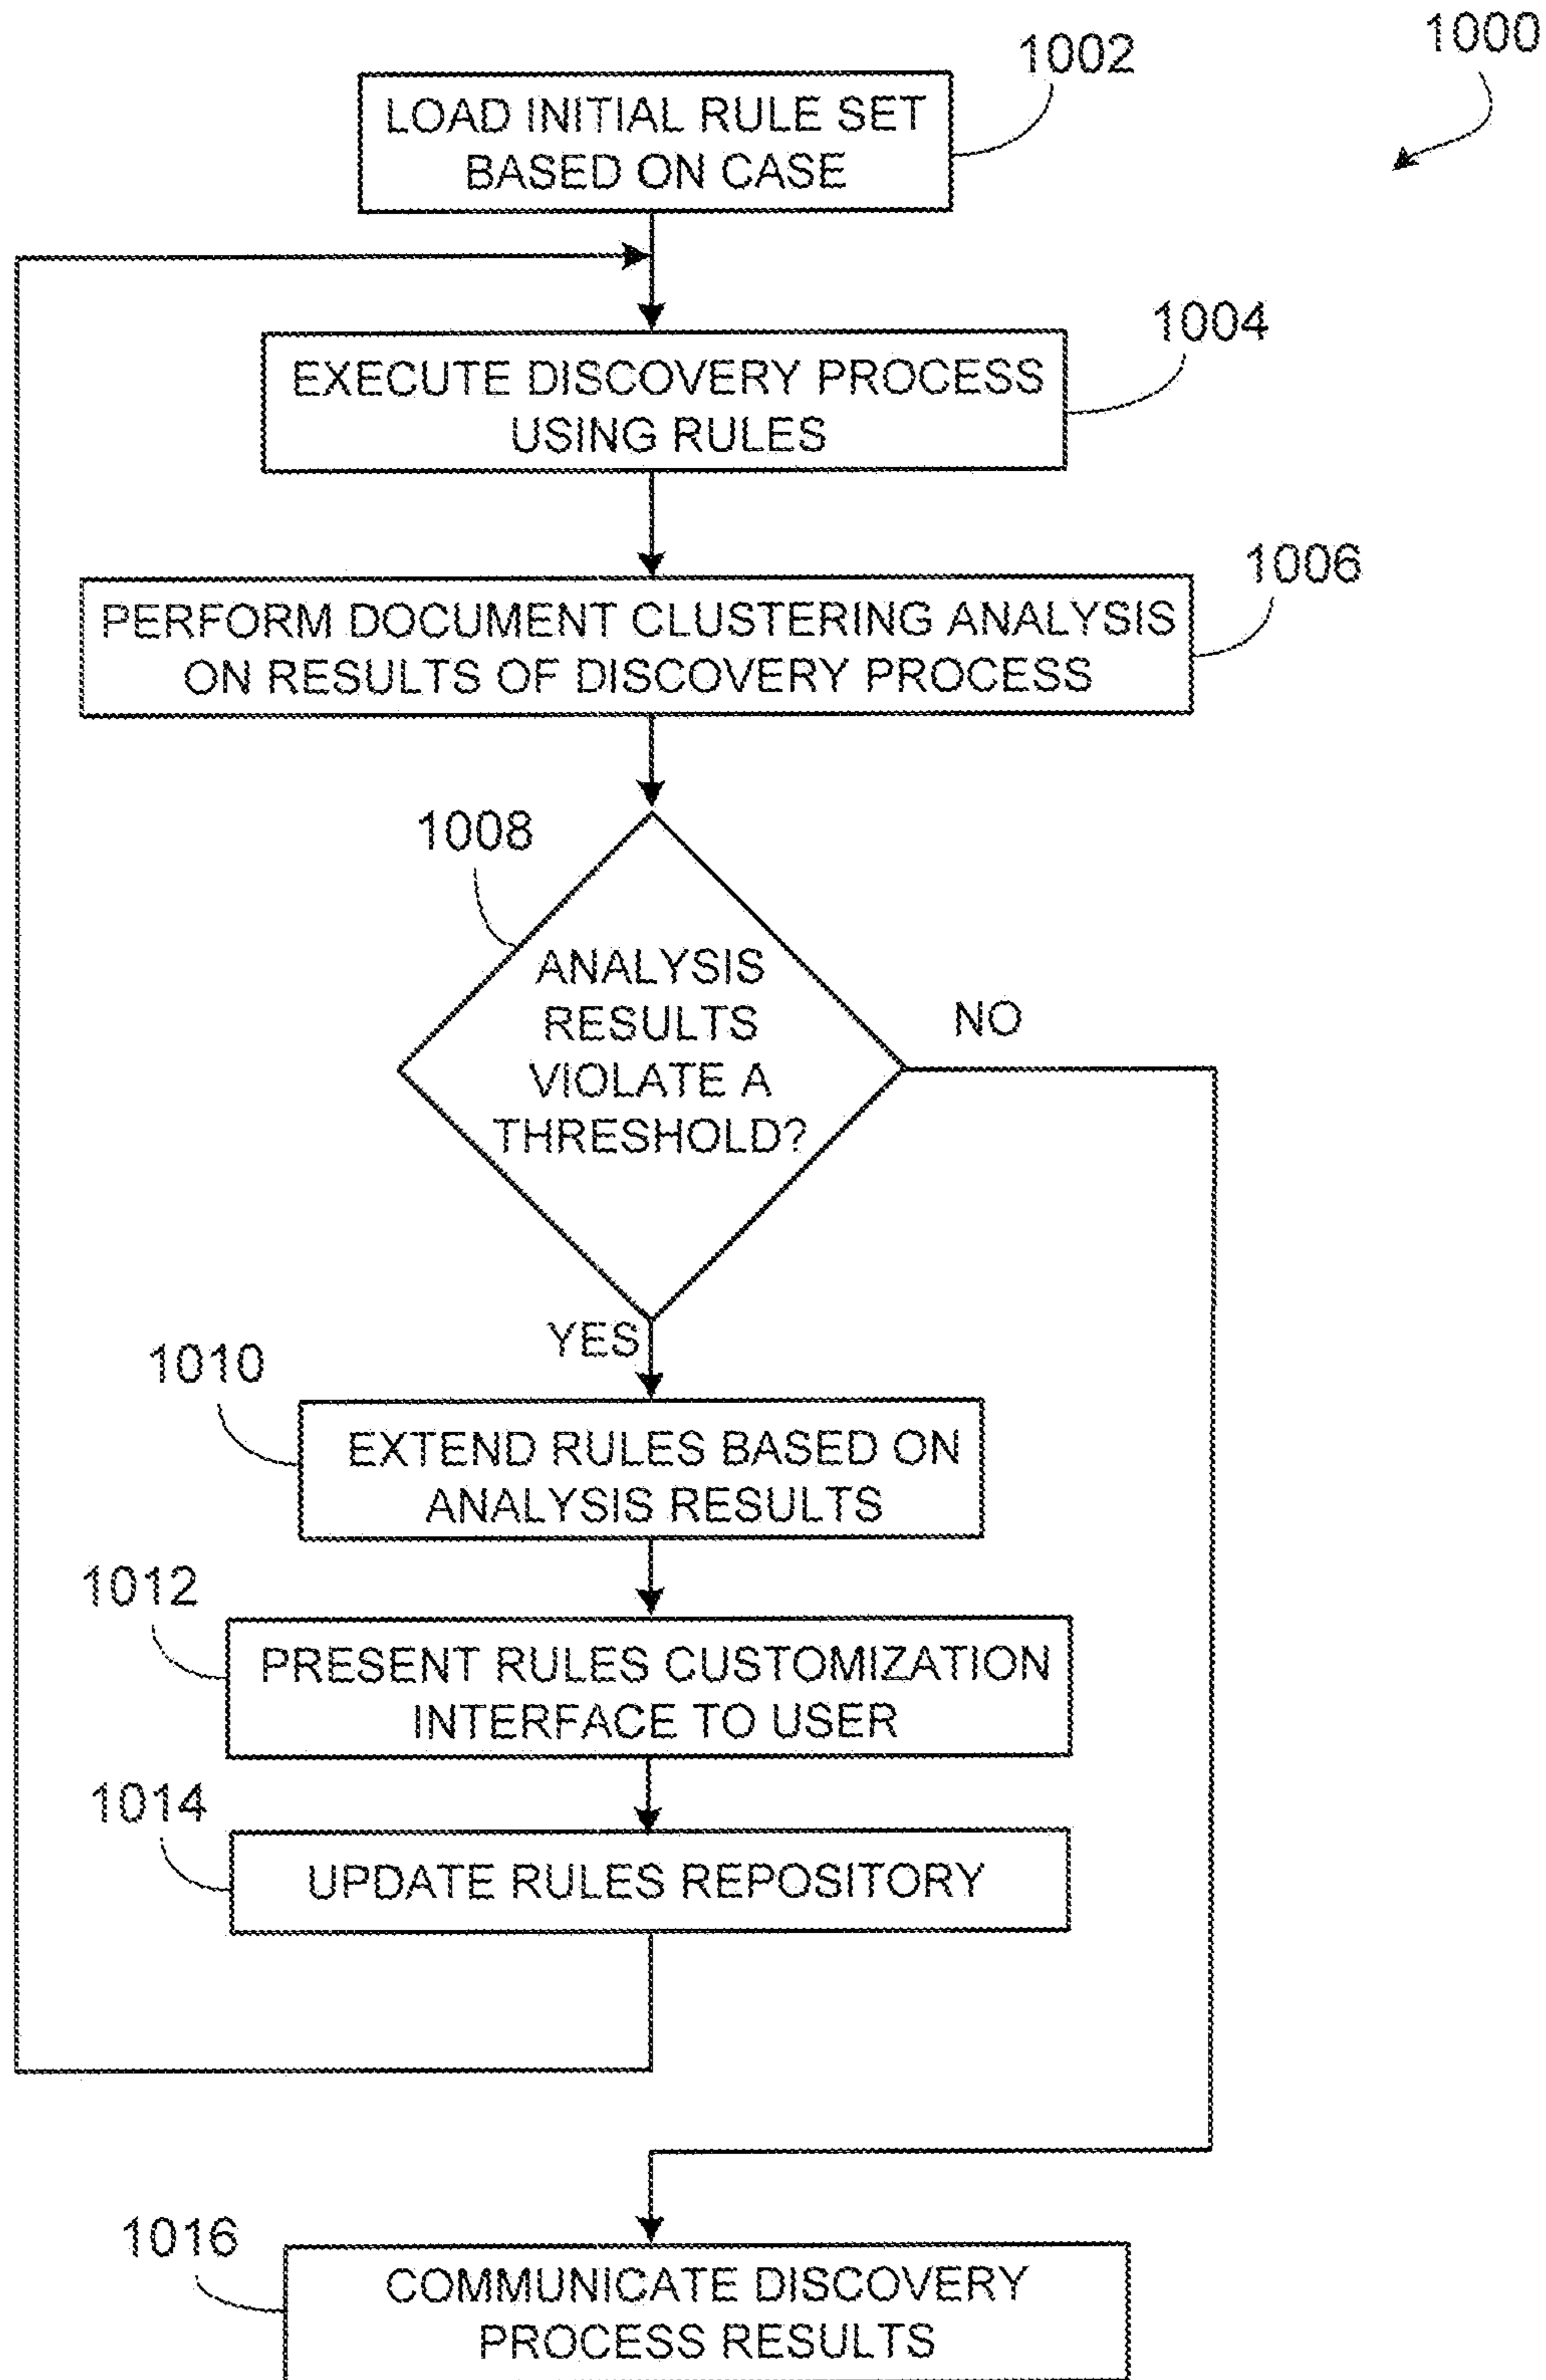 1000
1002
LOAD INITIAL RULE SET
BASED ON CASE
1004
EXECUTE DISCOVERY PROCESS
USING RULES
1006
PERFORM DOCUMENT CLUSTERING ANALYSIS
ON RESULTS OF DISCOVERY PROCESS
1008
ANALYSIS
RESULTS
VIOLATE A
THRESHOLD?
NO
YES
1010
EXTEND RULES BASED ON
ANALYSIS RESULTS
1012
PRESENT RULES CUSTOMIZATION
INTERFACE TO USER
1014
UPDATE RULES REPOSITORY
1016
COMMUNICATE DISCOVERY
PROCESS RESULTS